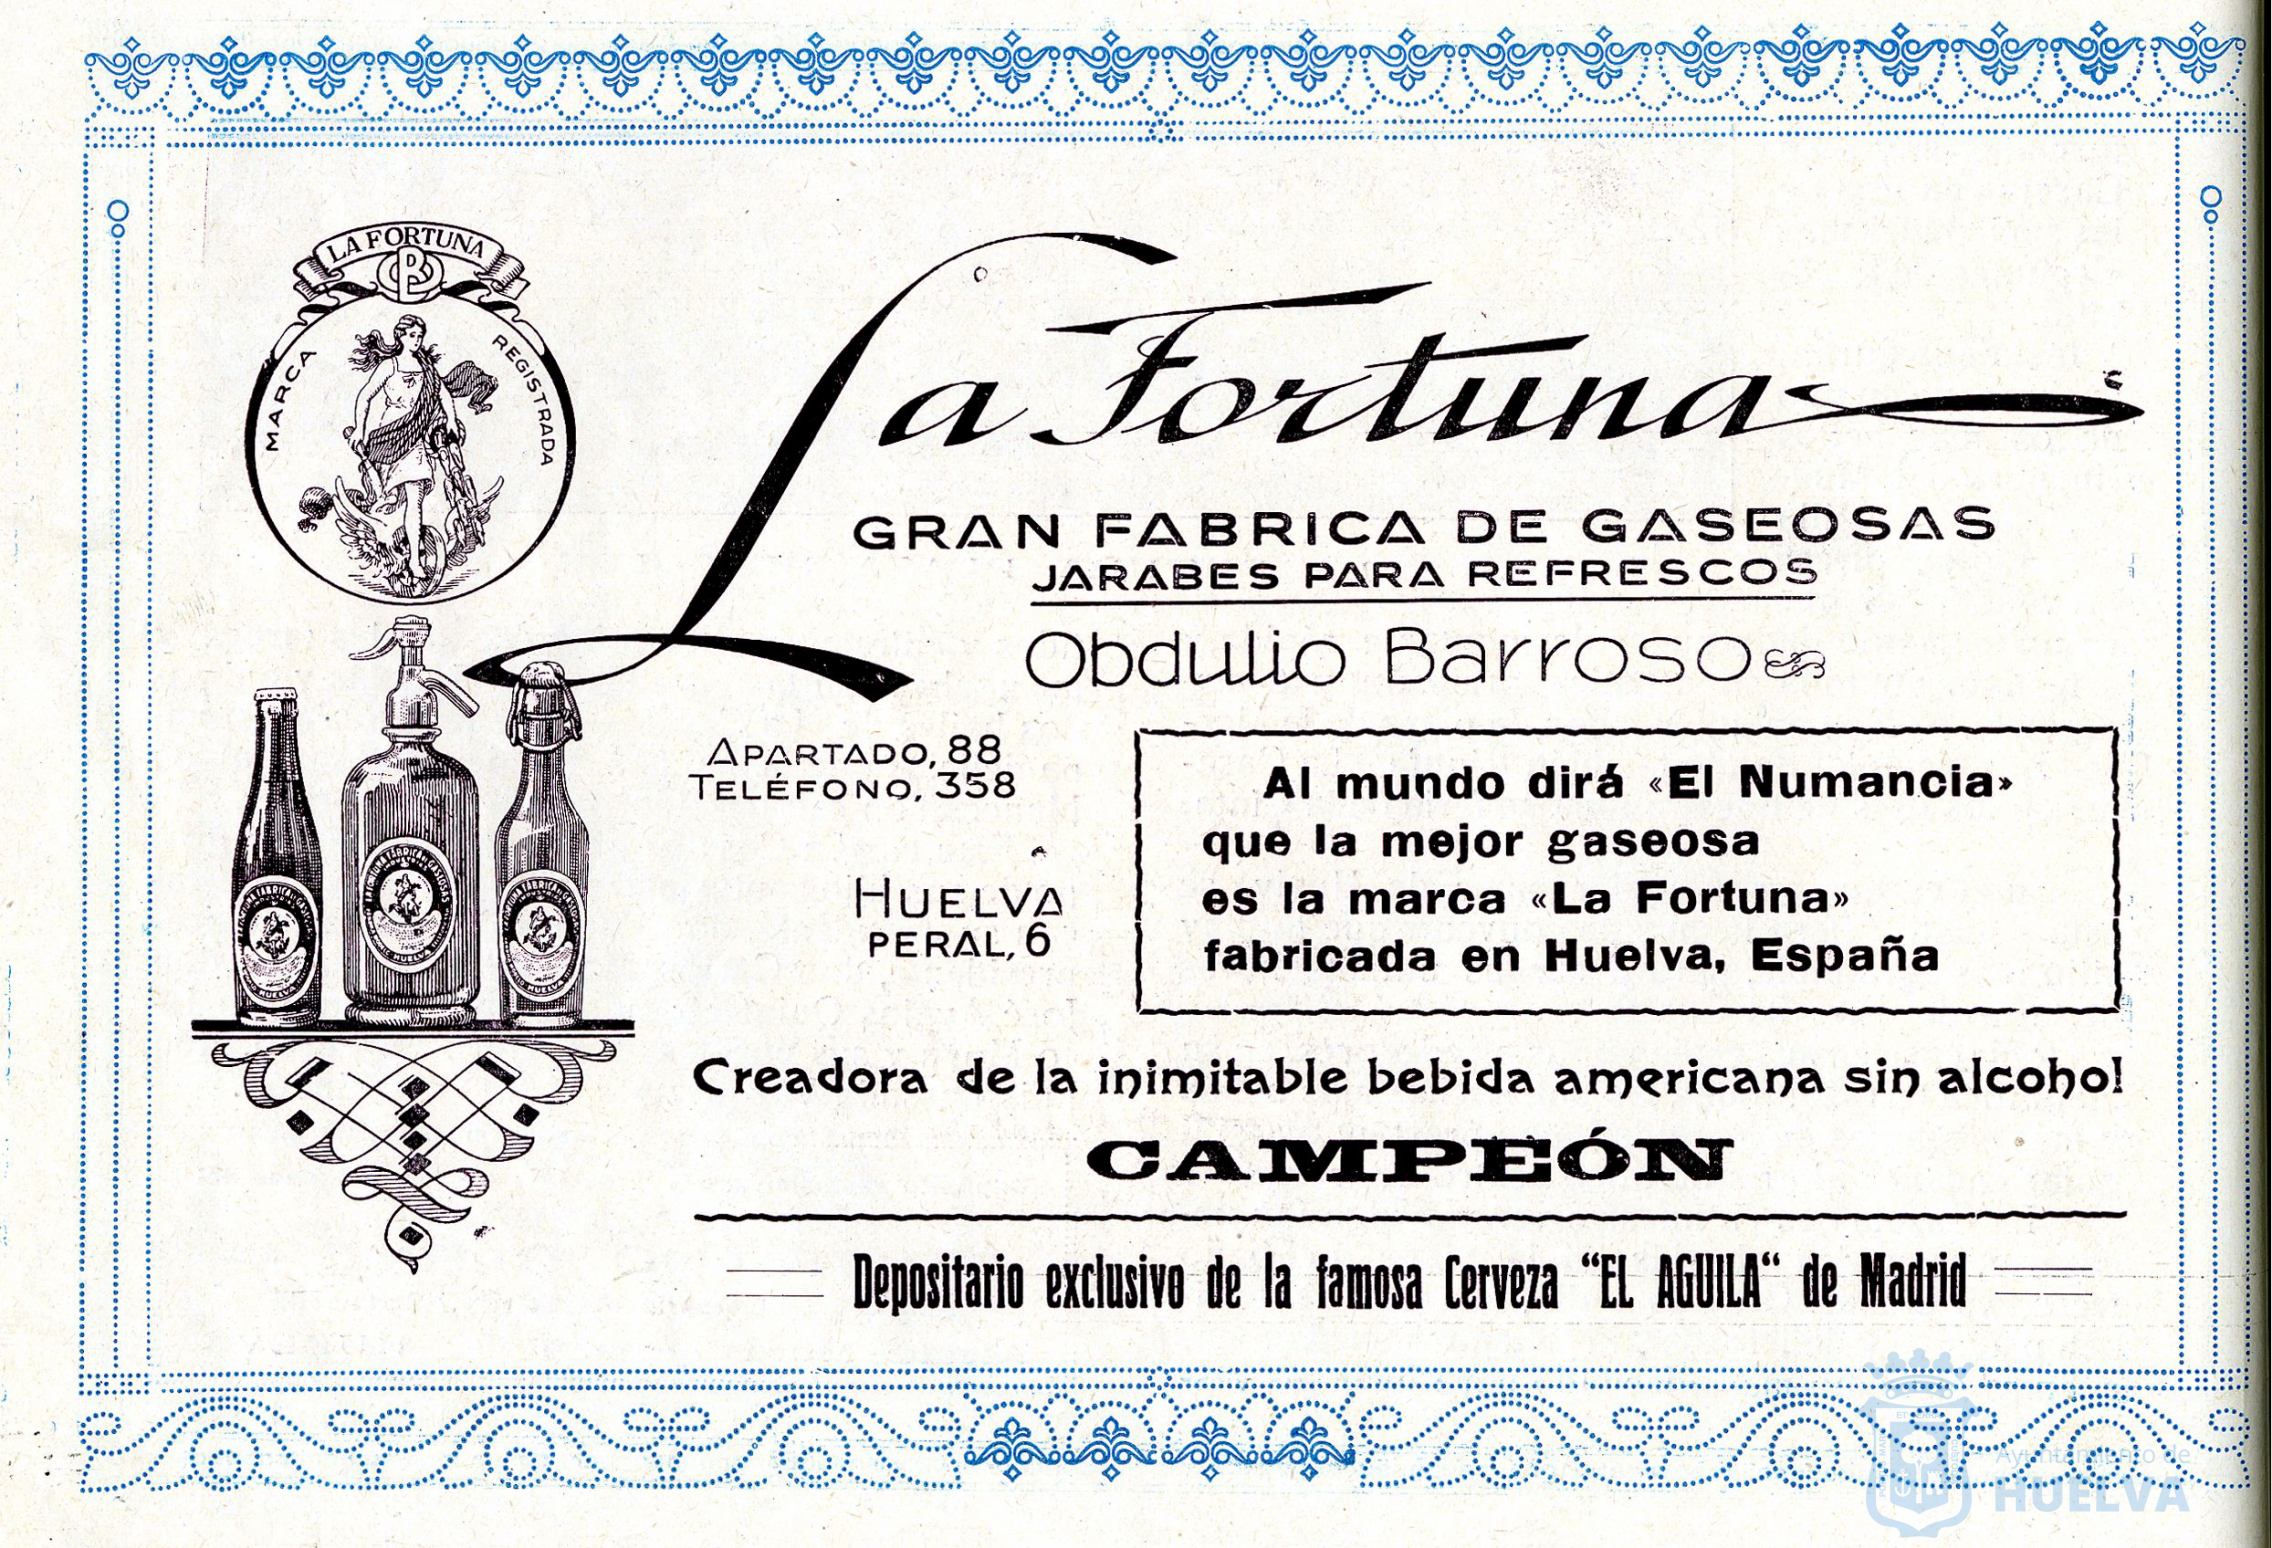 LA FORTUNA
MARCA REGISTRADA
La Fortuna
GRAN FABRICA DE GASEOSAS
JARABES PARA REFRESCOS
Obdulio Barroso
APARTADO, 88
TELÉFONO, 358
HUELVA
PERAL, 6
Al mundo dirá «El Numancia»
que la mejor gaseosa
es la marca «La Fortuna»
fabricada en Huelva, España
Creadora de la inimitable bebida americana sin alcohol
CAMPEÓN
Depositario exclusivo de la famosa Cerveza "EL AGUILA" de Madrid
Ayuntamiento de
HUELVA